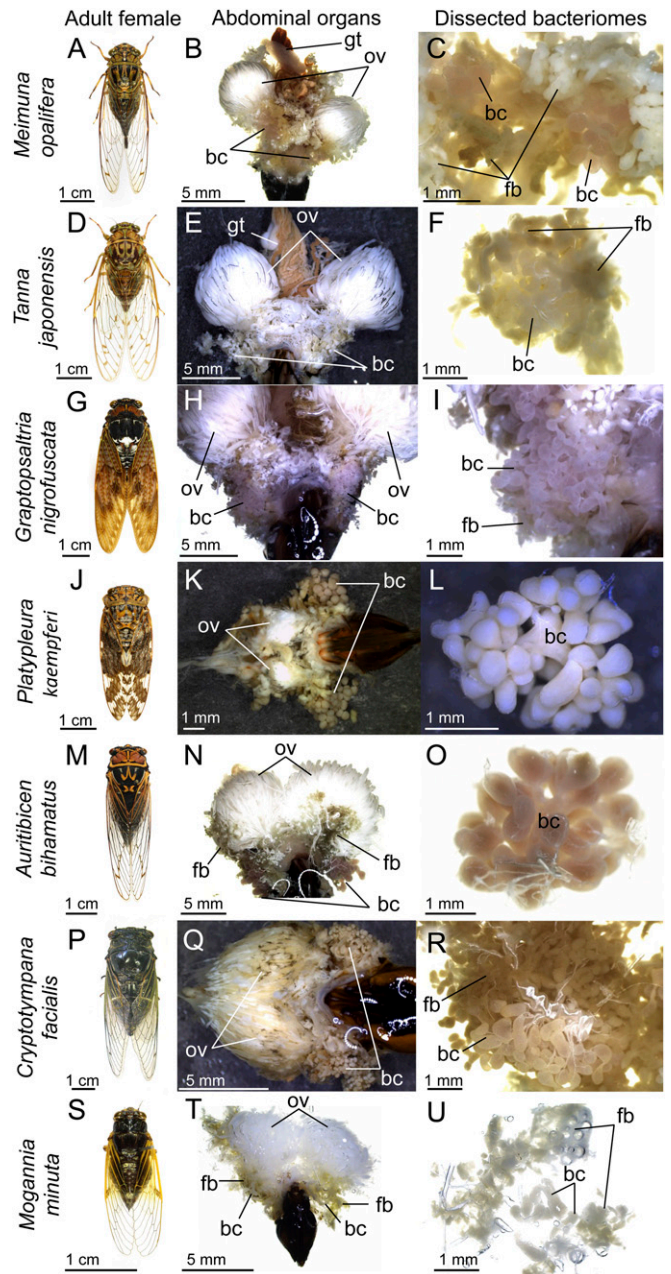 Adult female Abdominal organs Dissected bacteriomes
Meimuna opalifera
A
1 cm
B
gt
ov
bc
5 mm
C
bc
fb
bc
1 mm
Tanna japonensis
D
1 cm
E
gt
ov
bc
5 mm
F
fb
bc
1 mm
Graptopsaltria nigrofuscata
G
1 cm
H
ov
ov
bc
bc
5 mm
I
bc
fb
1 mm
Platypleura kaempferi
J
1 cm
K
bc
ov
1 mm
L
bc
1 mm
Auritibicen bihamatus
M
1 cm
N
ov
fb
fb
bc
5 mm
O
bc
1 mm
Cryptotympana facialis
P
1 cm
Q
bc
ov
5 mm
R
fb
bc
1 mm
Mogannia minuta
S
1 cm
T
ov
fb
fb
bc
bc
5 mm
U
fb
bc
1 mm